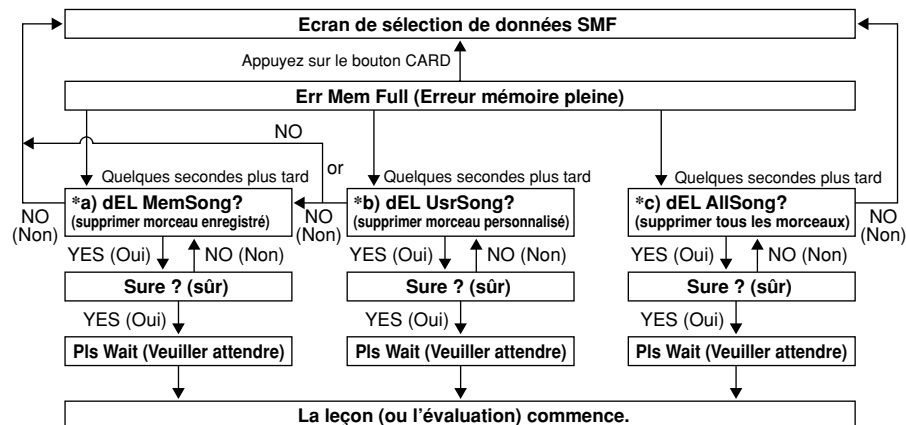 Ecran de sélection de données SMF
Appuyez sur le bouton CARD
Err Mem Full (Erreur mémoire pleine)
NO
or
Quelques secondes plus tard
Quelques secondes plus tard
Quelques secondes plus tard
NO
(Non)
*a) dEL MemSong?
(supprimer morceau enregistré)
NO
(Non)
*b) dEL UsrSong?
(supprimer morceau personnalisé)
*c) dEL AllSong?
(supprimer tous les morceaux)
NO
(Non)
YES (Oui)
NO (Non)
YES (Oui)
NO (Non)
YES (Oui)
NO (Non)
Sure ? (sûr)
Sure ? (sûr)
Sure ? (sûr)
YES (Oui)
YES (Oui)
YES (Oui)
Pls Wait (Veuiller attendre)
Pls Wait (Veuiller attendre)
Pls Wait (Veuiller attendre)
La leçon (ou l'évaluation) commence.